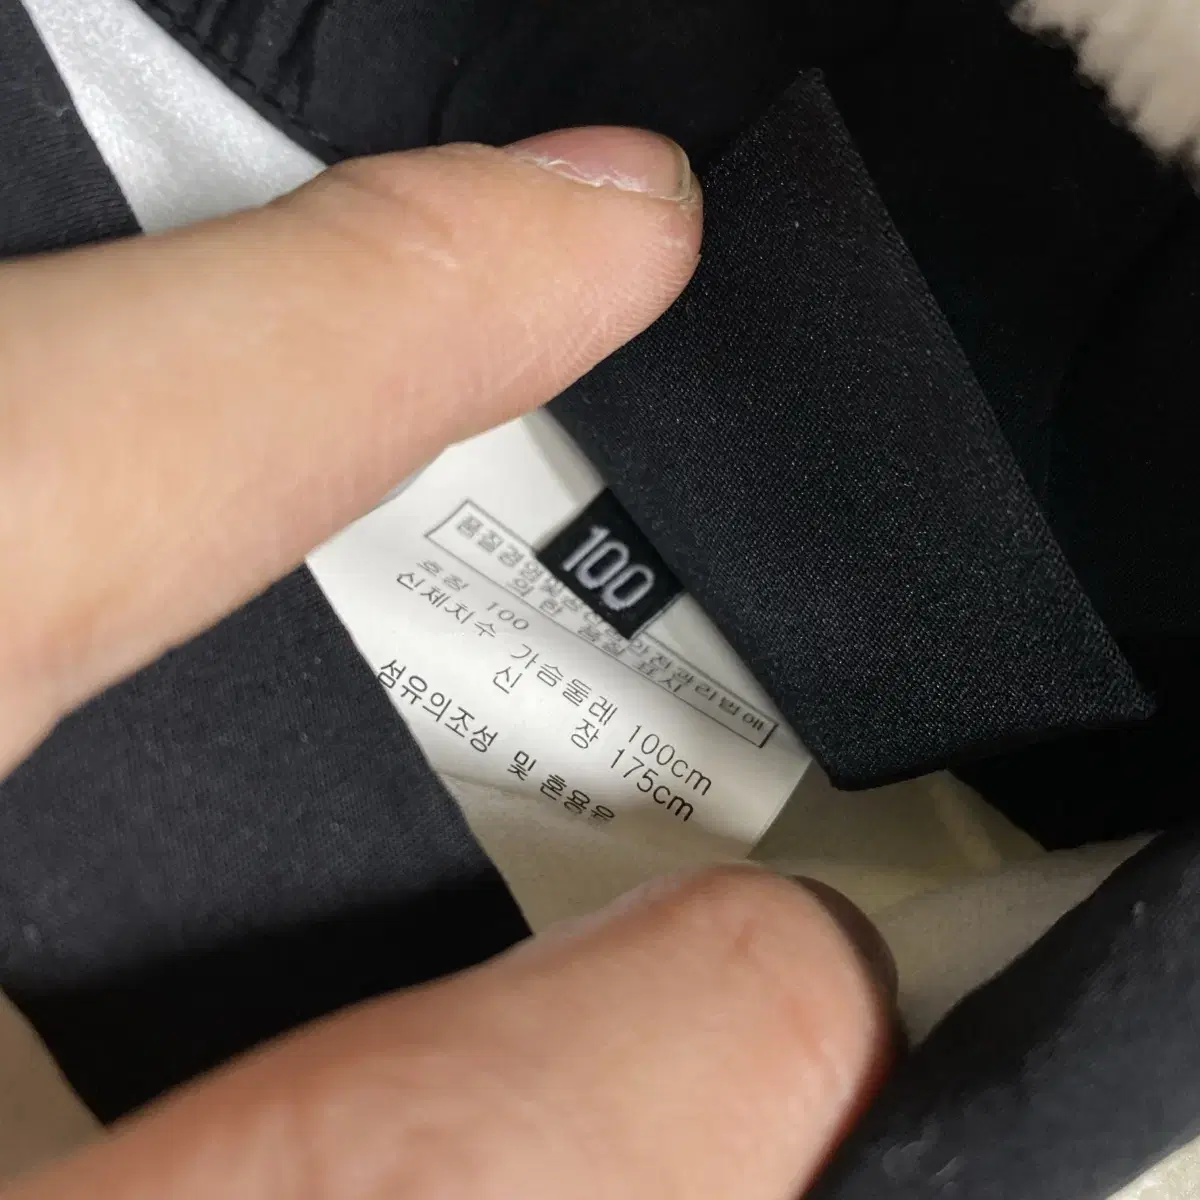 100
품질경영및공산품안전관리법에
의한 품질표시
호칭 100
신체치수 가슴둘레 100cm
신 장 175cm
섬유의조성 및 혼용율